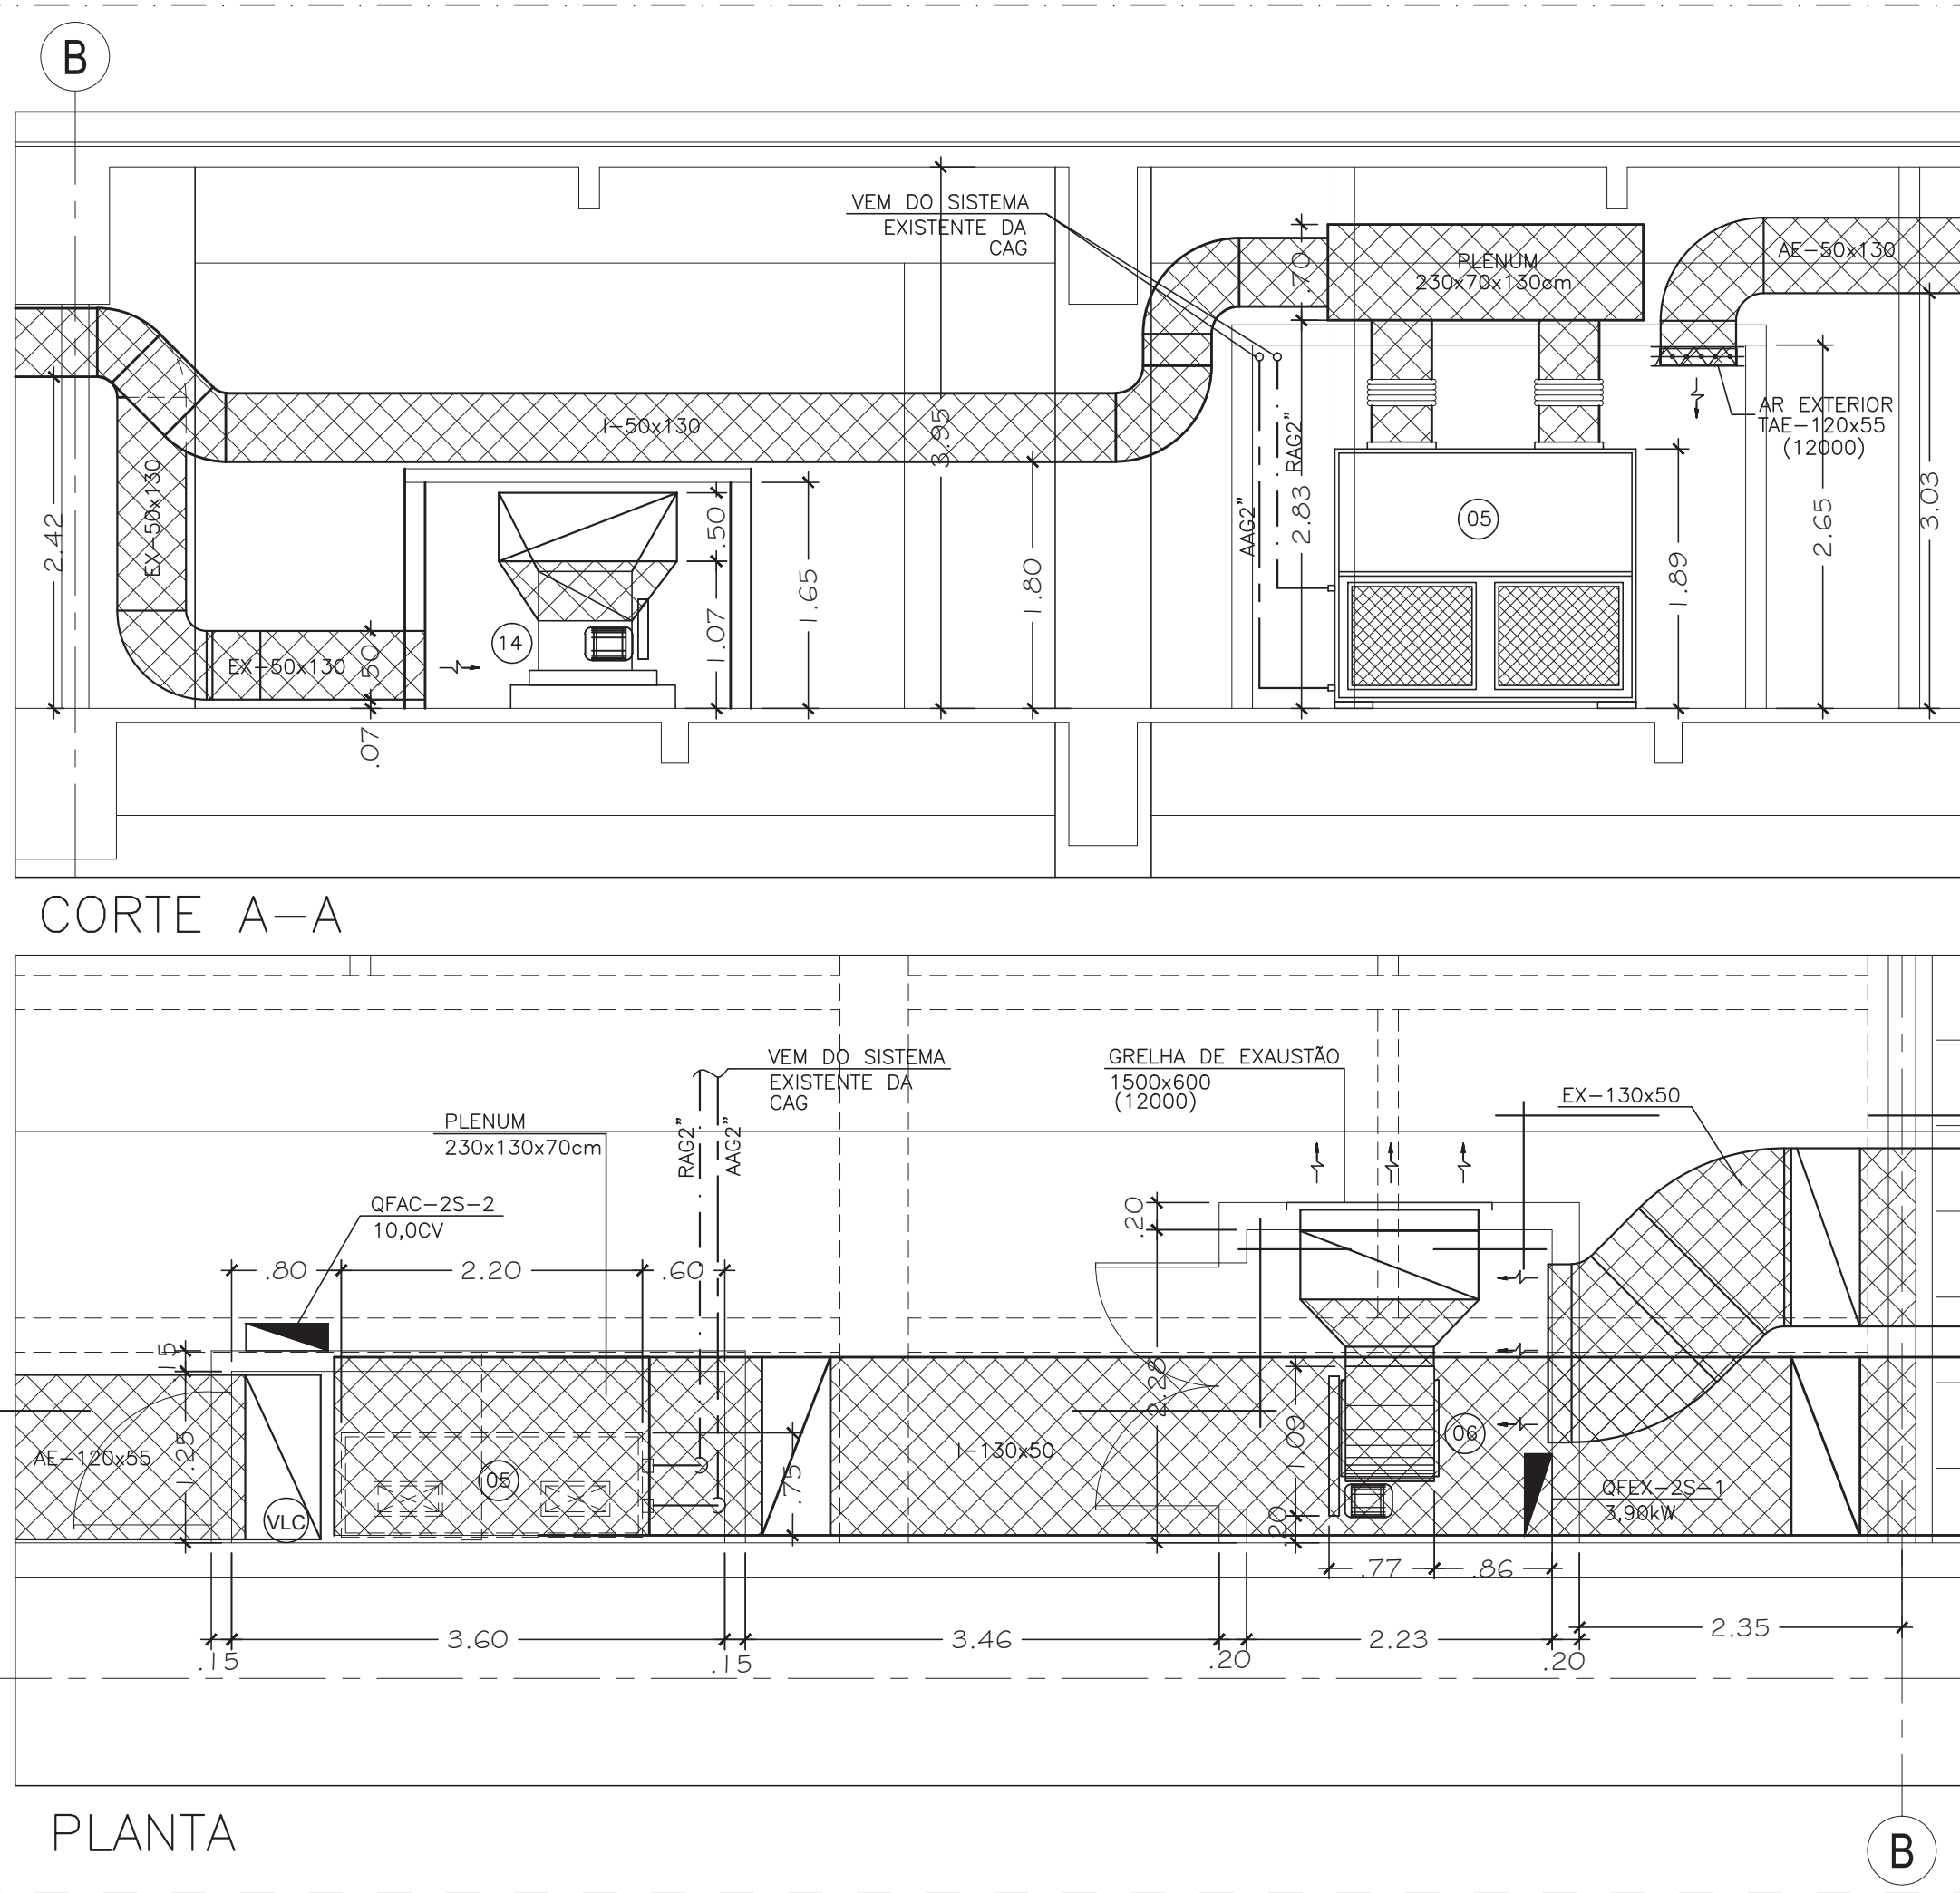 B
VEM DO SISTEMA
EXISTENTE DA
CAG
PLENUM
230x70x130cm
AE-50x130
.70
I-50x130
3.95
AR EXTERIOR
TAE-120x55
(12000)
EX-50x130
2.42
RAG2"
AAG2"
2.83
05
2.65
3.03
.50
1.65
1.80
1.89
14
1.07
EX-50x130
.50
.07
CORTE A-A
VEM DO SISTEMA
EXISTENTE DA
CAG
GRELHA DE EXAUSTÃO
1500x600
(12000)
EX-130x50
PLENUM
230x130x70cm
RAG2"
AAG2"
QFAC-2S-2
10,0CV
.20
.80
2.20
.60
.15
2.28
1.25
AE-120x55
05
VLC
.75
I-130x50
1.09
06
QFEX-2S-1
3,90kW
.20
.77
.86
3.60
3.46
2.23
2.35
.15
.15
.20
.20
PLANTA
B